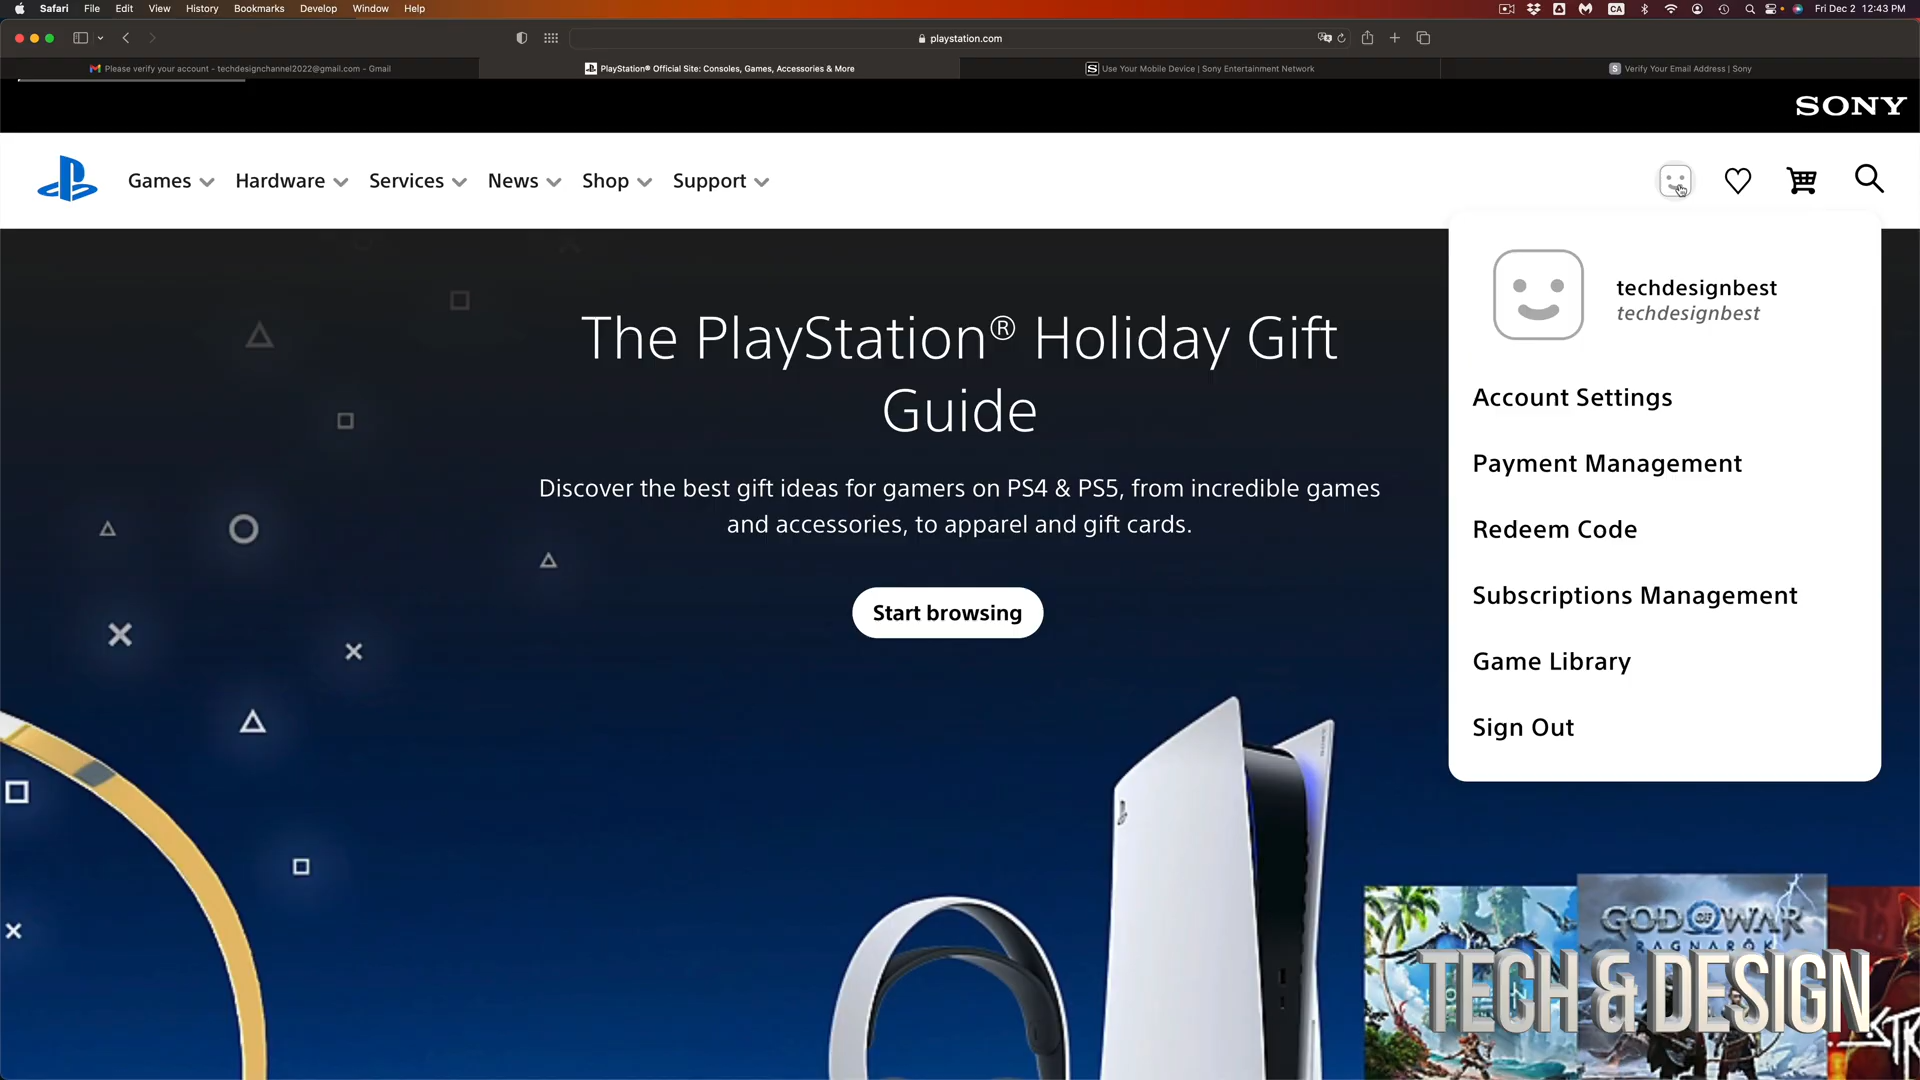 Safari File Edit View History Bookmarks Develop Window Help CA Fri Dec 2 12:43 PM
playstation.com
Please verify your account - techdesignchannel2022@gmail.com - Gmail
PlayStation® Official Site: Consoles, Games, Accessories & More
Use Your Mobile Device | Sony Entertainment Network
Verify Your Email Address | Sony
SONY
Games Hardware Services News Shop Support
techdesignbest
techdesignbest
Account Settings
Payment Management
Redeem Code
Subscriptions Management
Game Library
Sign Out
The PlayStation® Holiday Gift
Guide
Discover the best gift ideas for gamers on PS4 & PS5, from incredible games
and accessories, to apparel and gift cards.
Start browsing
GOD OF WAR
RAGNARÖK
TECH & DESIGN